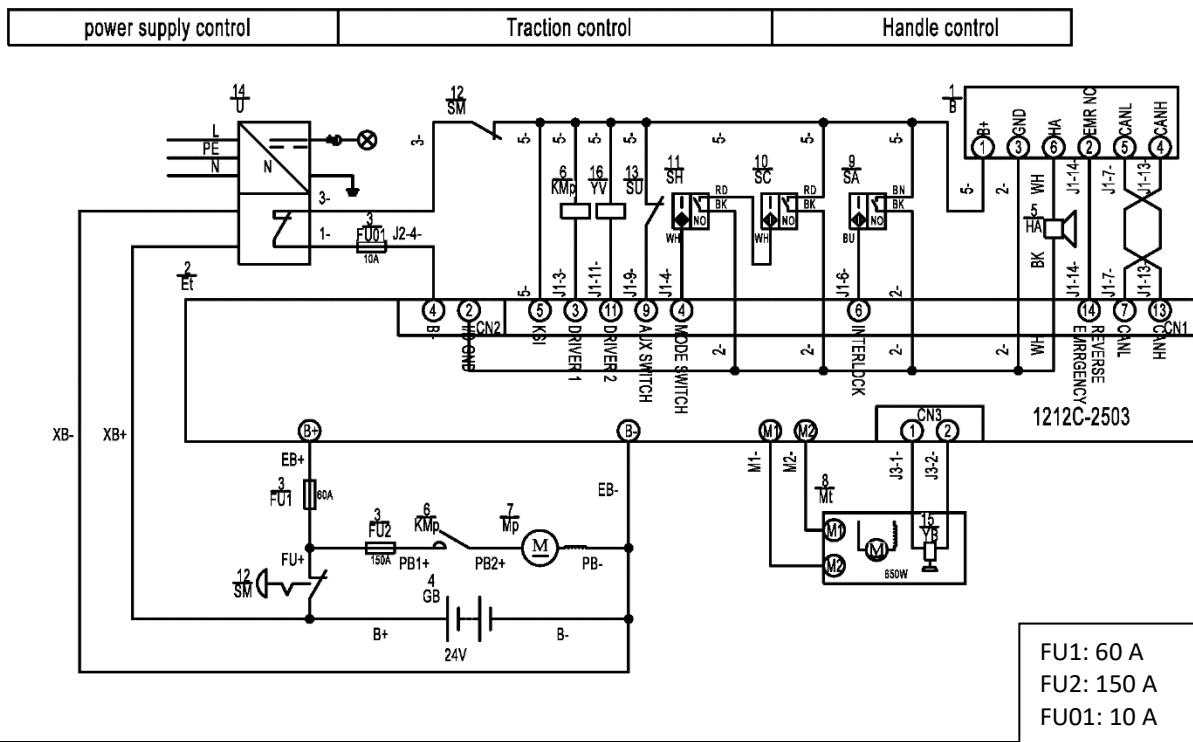 power supply control
Traction control
Handle control
14
U
L
PE
N
N
3-
1-
3
FU01
10A
J2-4-
3-
12
SM
5-
5-
5-
5-
5-
5-
5-
6
KMp
16
YV
13
SU
11
SH
RD
BK
NO
WH
10
SC
NO
WH
9
SA
BN
BK
NO
BU
1
B
B+
GND
HA
EMR NC
CANL
CANH
1
3
6
2
5
4
5-
2-
WH
J1-14-
J1-7-
J1-13-
5
HA
BK
J1-14-
J1-7-
J1-13-
2
Et
5-
J1-3-
J1-11-
J1-9-
J1-4-
J1-6-
2-
4
2
CN2
5
3
11
9
4
6
14
7
13
CN1
B-
I/O GND
KSI
DRIVER 1
DRIVER 2
AUX SWITCH
MODE SWITCH
2-
2-
INTERLOCK
2-
2-
WH
REVERSE
EMRRGENCY
CANL
CANH
1212C-2503
XB-
XB+
B+
B-
M1
M2
CN3
1
2
EB+
EB-
M1-
M2-
J3-1-
J3-2-
3
FU1
60A
FU+
3
FU2
150A
PB1+
6
KMp
PB2+
7
Mp
M
PB-
8
Mt
M1
M2
M
650W
15
YB
12
SM
4
GB
B+
24V
B-
FU1: 60 A
FU2: 150 A
FU01: 10 A